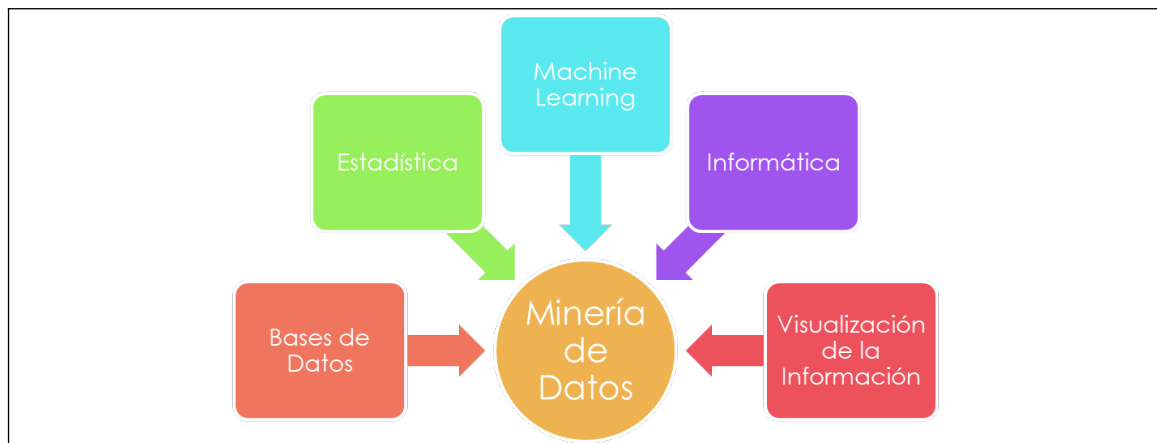 Machine
Learning
Estadística
Informática
Bases de
Datos
Minería
de
Datos
Visualización
de la
Información